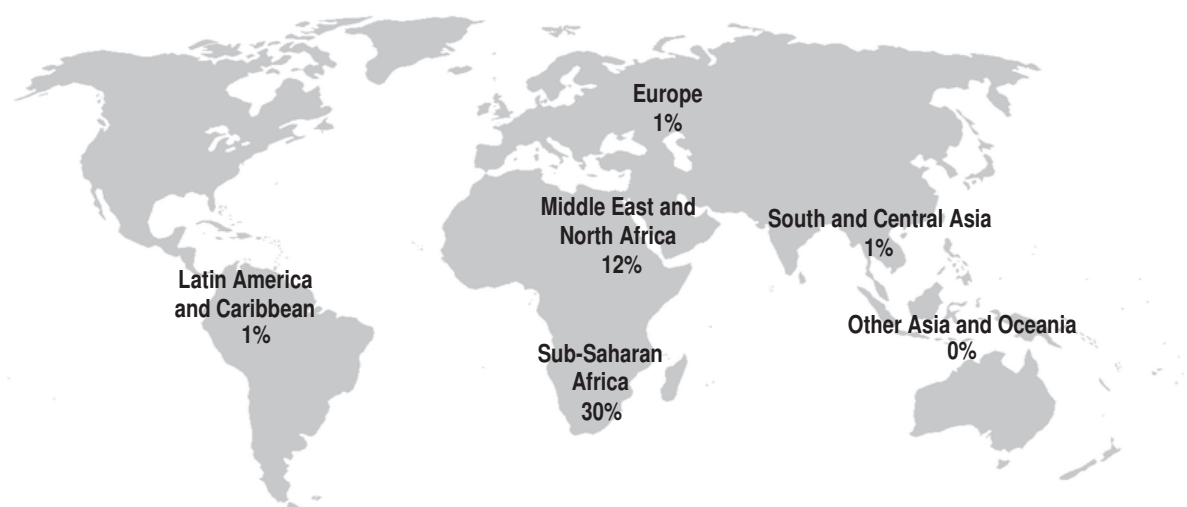 Europe
1%
Middle East and
North Africa
12%
South and Central Asia
1%
Latin America
and Caribbean
1%
Other Asia and Oceania
0%
Sub-Saharan
Africa
30%